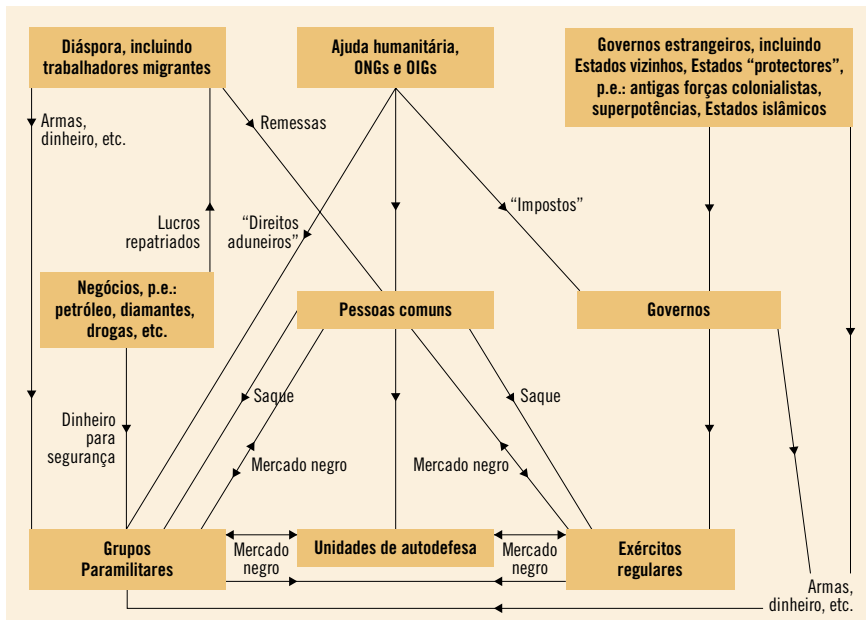 Diáspora, incluindo
trabalhadores migrantes
Ajuda humanitária,
ONGs e OIGs
Governos estrangeiros, incluindo
Estados vizinhos, Estados “protectores”,
p.e.: antigas forças colonialistas,
superpotências, Estados islâmicos
Armas,
dinheiro, etc.
Remessas
Lucros
repatriados
“Direitos
aduneiros”
“Impostos”
Negócios, p.e.:
petróleo, diamantes,
drogas, etc.
Pessoas comuns
Governos
Saque
Saque
Dinheiro
para
segurança
Mercado negro
Mercado negro
Grupos
Paramilitares
Mercado
negro
Unidades de autodefesa
Mercado
negro
Exércitos
regulares
Armas,
dinheiro, etc.